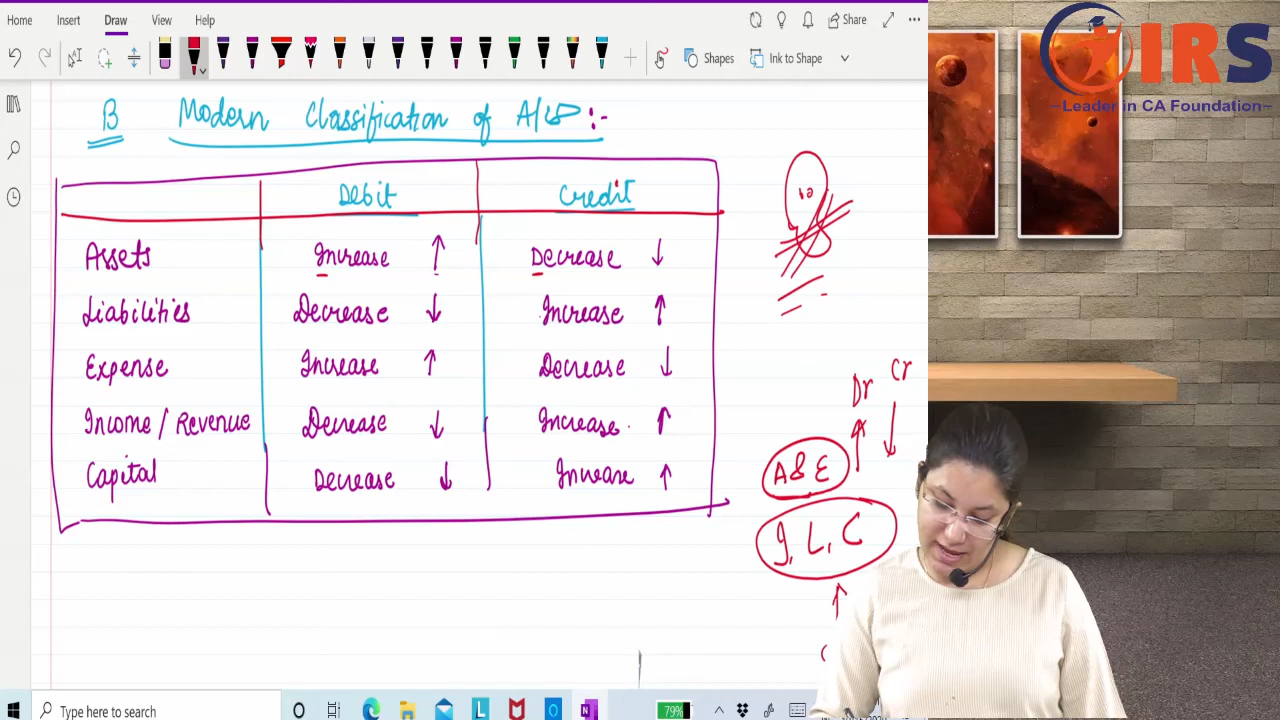 Home Insert Draw View Help
Share
Shapes
Ink to Shape
IRS
~Leader in CA Foundation~
B Modern Classification of A/cs :-
Debit Credit
Assets Increase ↑ Decrease ↓
Liabilities Decrease ↓ Increase ↑
Expense Increase ↑ Decrease ↓
Income / Revenue Decrease ↓ Increase ↑
Capital Decrease ↓ Increase ↑
Dr Cr
A & E ↑ ↓
I, L, C
↑
Type here to search
79%